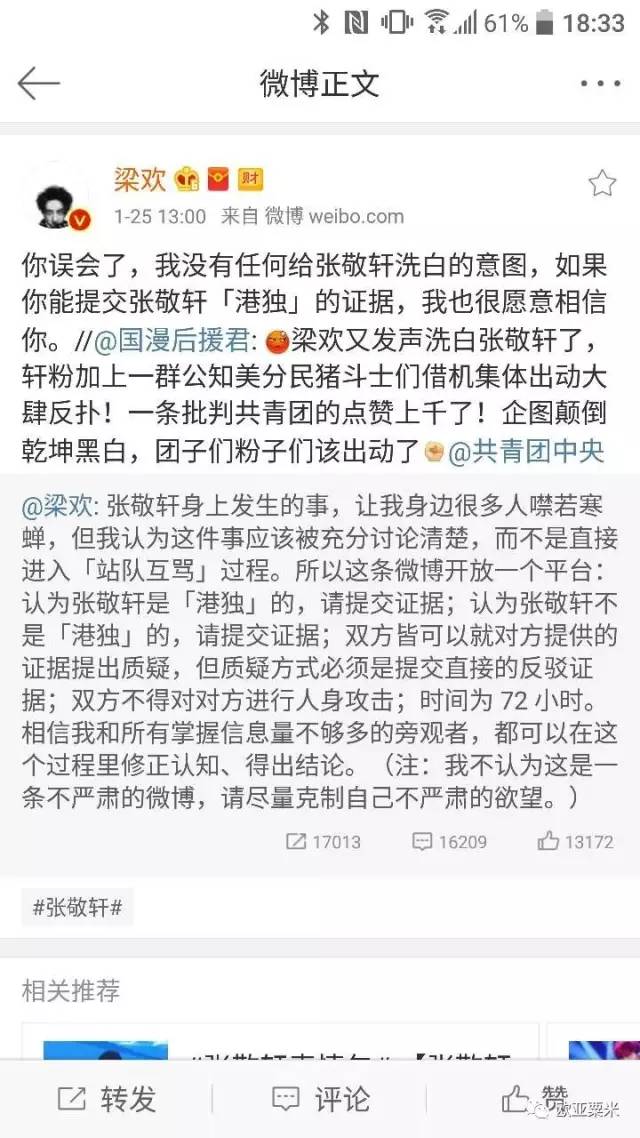 61% 18:33
微博正文
梁欢 财
1-25 13:00 来自 微博 weibo.com
你误会了，我没有任何给张敬轩洗白的意图，如果
你能提交张敬轩「港独」的证据，我也很愿意相信
你。//@国漫后援君: 梁欢又发声洗白张敬轩了，
轩粉加上一群公知美分民猪斗士们借机集体出动大
肆反扑！一条批判共青团的点赞上千了！企图颠倒
乾坤黑白，团子们粉子们该出动了 @共青团中央
@梁欢: 张敬轩身上发生的事，让我身边很多人噤若寒
蝉，但我认为这件事应该被充分讨论清楚，而不是直接
进入「站队互骂」过程。所以这条微博开放一个平台：
认为张敬轩是「港独」的，请提交证据；认为张敬轩不
是「港独」的，请提交证据；双方皆可以就对方提供的
证据提出质疑，但质疑方式必须是提交直接的反驳证
据；双方不得对对方进行人身攻击；时间为 72 小时。
相信我和所有掌握信息量不够多的旁观者，都可以在这
个过程里修正认知、得出结论。（注：我不认为这是一
条不严肃的微博，请尽量克制自己不严肃的欲望。）
17013 16209 13172
#张敬轩#
相关推荐
转发 评论 赞
欧亚粟米